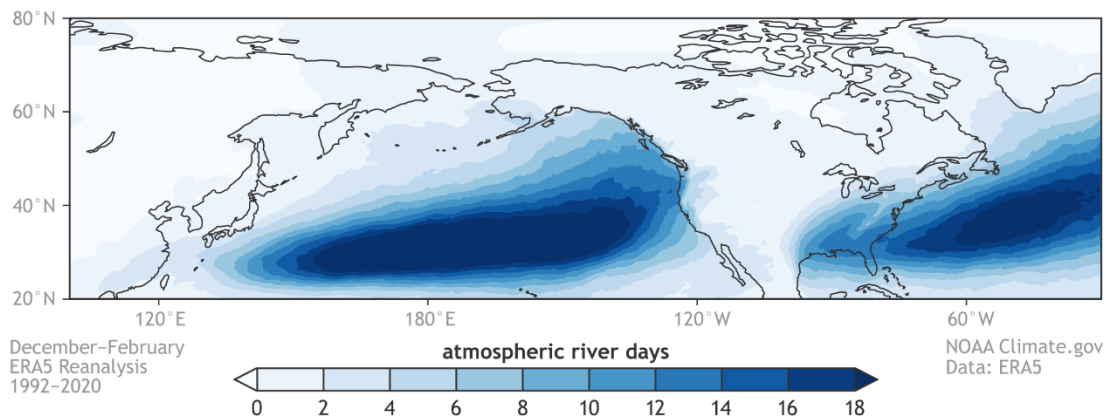 80°N
60°N
40°N
20°N
120°E 180°E 120°W 60°W
December–February
ERA5 Reanalysis
1992–2020
atmospheric river days
0 2 4 6 8 10 12 14 16 18
NOAA Climate.gov
Data: ERA5